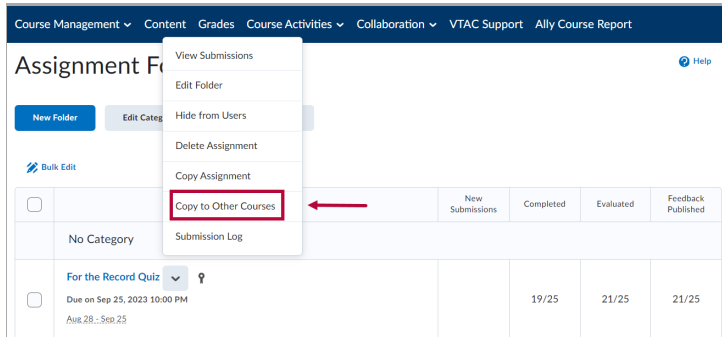 Course Management Content Grades Course Activities Collaboration VTAC Support Ally Course Report
Assignment Fo
Help
View Submissions
Edit Folder
Hide from Users
Delete Assignment
Copy Assignment
Copy to Other Courses
Submission Log
New Folder
Edit Categ
Bulk Edit
New Submissions
Completed
Evaluated
Feedback Published
No Category
For the Record Quiz
Due on Sep 25, 2023 10:00 PM
Aug 28 - Sep 25
19/25
21/25
21/25